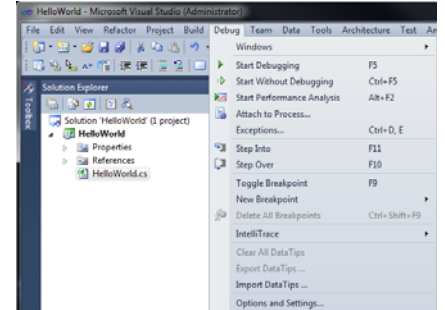 HelloWorld - Microsoft Visual Studio (Administrator)
File Edit View Refactor Project Build Debug Team Data Tools Architecture Test
Windows
Start Debugging F5
Start Without Debugging Ctrl+F5
Start Performance Analysis Alt+F2
Attach to Process...
Exceptions... Ctrl+D, E
Step Into F11
Step Over F10
Toggle Breakpoint F9
New Breakpoint
Delete All Breakpoints Ctrl+Shift+F9
IntelliTrace
Clear All DataTips
Export DataTips ...
Import DataTips ...
Options and Settings...
Toolbox
Solution Explorer
Solution 'HelloWorld' (1 project)
HelloWorld
Properties
References
HelloWorld.cs